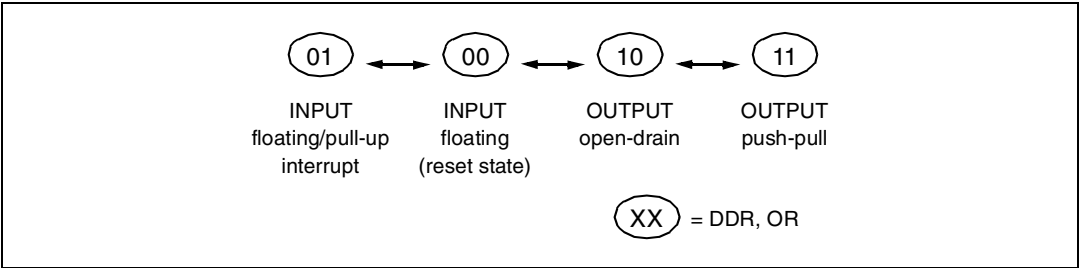 01 00 10 11
INPUT INPUT OUTPUT OUTPUT
floating/pull-up floating open-drain push-pull
interrupt (reset state)
XX = DDR, OR